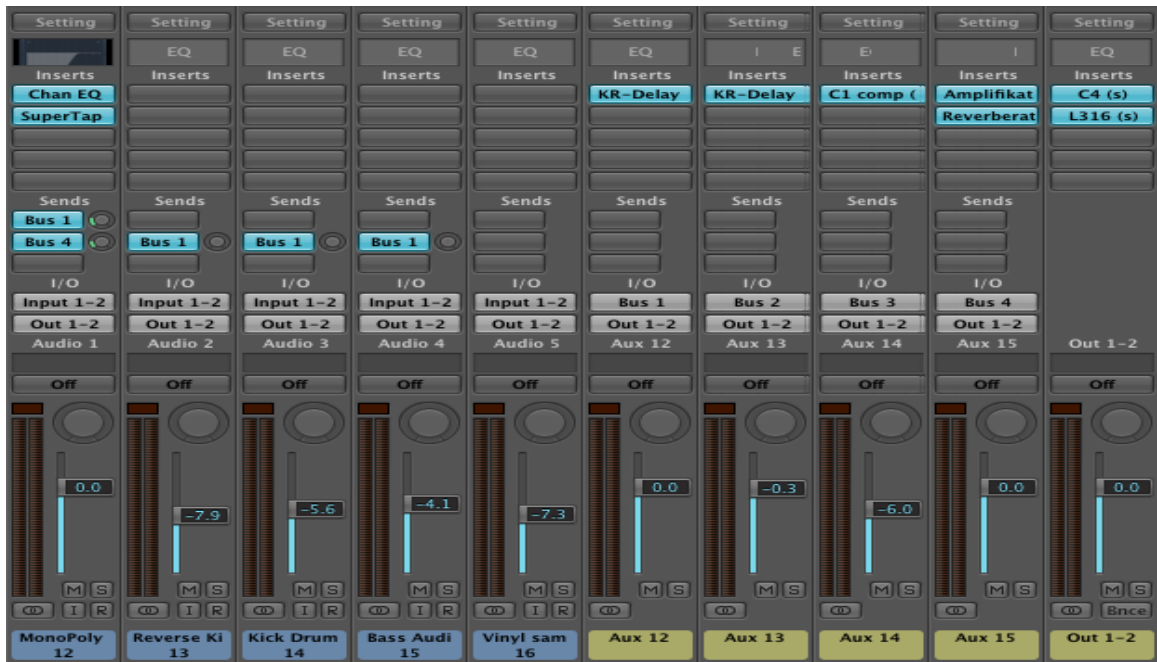 Setting Setting Setting Setting Setting Setting Setting Setting Setting Setting
EQ EQ EQ EQ EQ I E E I EQ
Inserts Inserts Inserts Inserts Inserts Inserts Inserts Inserts Inserts Inserts
Chan EQ KR-Delay KR-Delay C1 comp ( Amplifikat C4 (s)
SuperTap Reverberat L316 (s)
Sends Sends Sends Sends Sends Sends Sends Sends Sends
Bus 1
Bus 4 Bus 1 Bus 1 Bus 1
I/O I/O I/O I/O I/O I/O I/O I/O I/O
Input 1-2 Input 1-2 Input 1-2 Input 1-2 Input 1-2 Bus 1 Bus 2 Bus 3 Bus 4
Out 1-2 Out 1-2 Out 1-2 Out 1-2 Out 1-2 Out 1-2 Out 1-2 Out 1-2 Out 1-2
Audio 1 Audio 2 Audio 3 Audio 4 Audio 5 Aux 12 Aux 13 Aux 14 Aux 15 Out 1-2
Off Off Off Off Off Off Off Off Off Off
0.0 -7.9 -5.6 -4.1 -7.3 0.0 -0.3 -6.0 0.0 0.0
M S M S M S M S M S M S M S M S M S M S
I R I R I R I R I R Bnce
MonoPoly Reverse Ki Kick Drum Bass Audi Vinyl sam Aux 12 Aux 13 Aux 14 Aux 15 Out 1-2
12 13 14 15 16